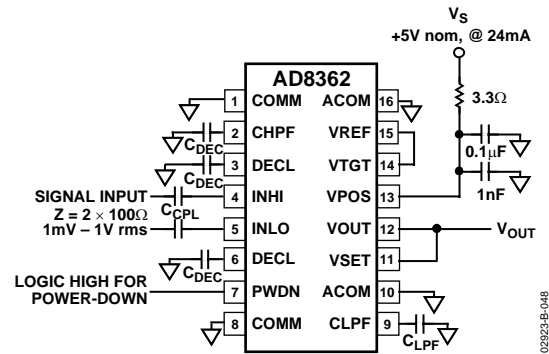 V_S
+5V nom, @ 24mA
AD8362
3.3Ω
1 COMM ACOM 16
2 CHPF VREF 15
C_DEC
0.1μF
3 DECL VTGT 14
C_DEC
1nF
SIGNAL INPUT
4 INHI VPOS 13
C_CPL
Z = 2 × 100Ω
1mV – 1V rms
5 INLO VOUT 12
V_OUT
6 DECL VSET 11
C_DEC
LOGIC HIGH FOR
POWER-DOWN
7 PWDN ACOM 10
8 COMM CLPF 9
C_LPF
02923-B-048